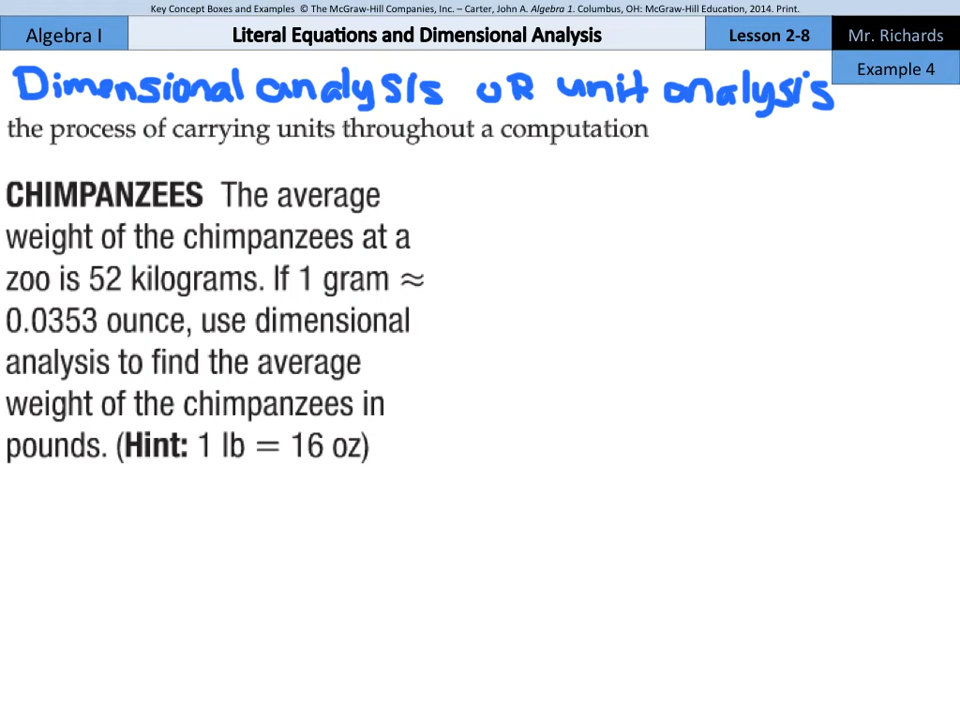 Key Concept Boxes and Examples © The McGraw-Hill Companies, Inc. – Carter, John A. Algebra 1. Columbus, OH: McGraw-Hill Education, 2014. Print.
Algebra I Literal Equations and Dimensional Analysis Lesson 2-8 Mr. Richards
Example 4
Dimensional analysis OR unit analysis
the process of carrying units throughout a computation
CHIMPANZEES The average
weight of the chimpanzees at a
zoo is 52 kilograms. If 1 gram ≈
0.0353 ounce, use dimensional
analysis to find the average
weight of the chimpanzees in
pounds. (Hint: 1 lb = 16 oz)